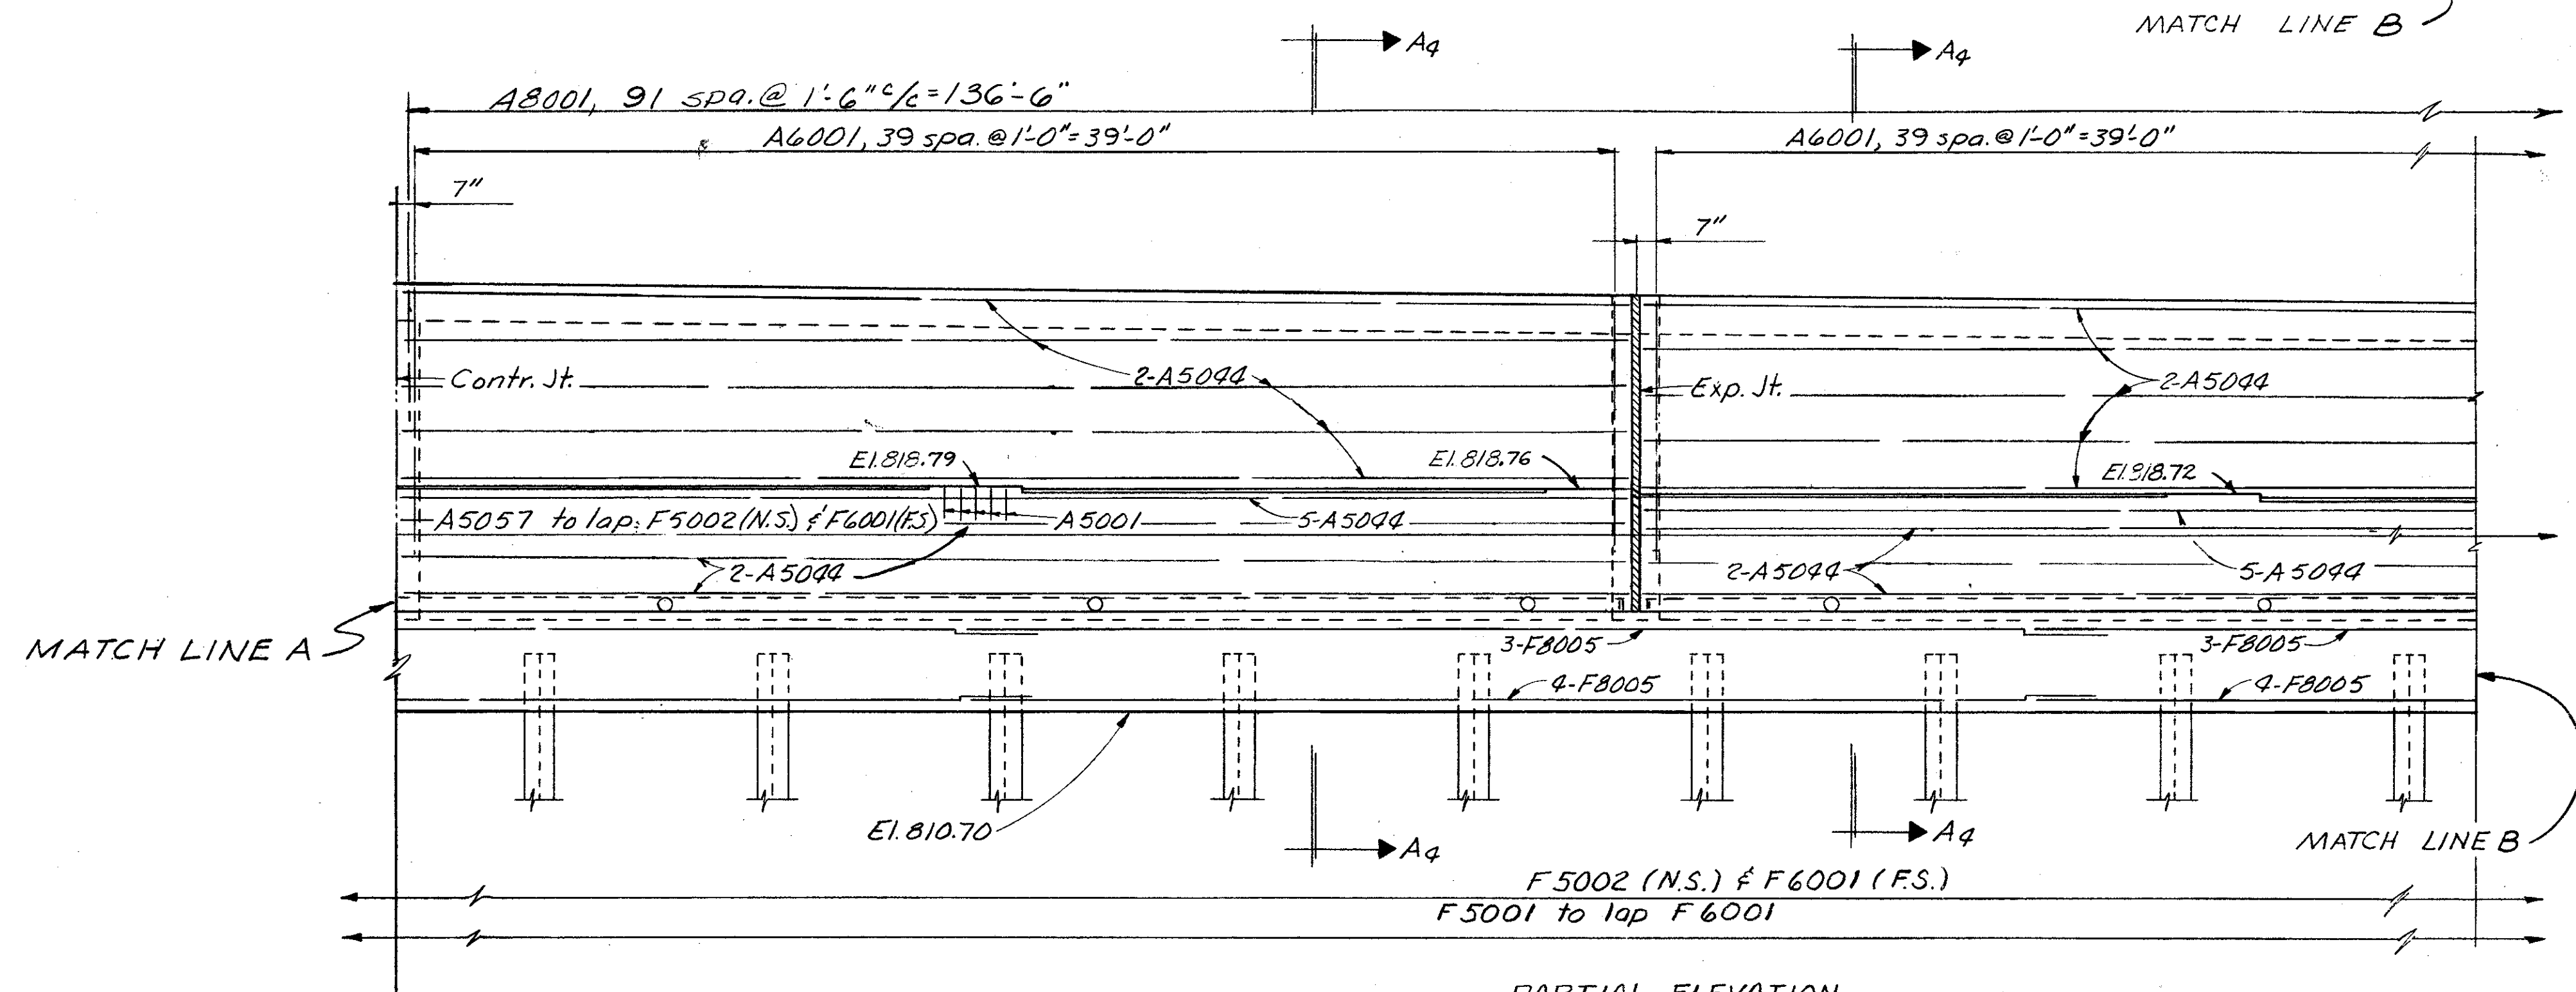 MATCH LINE B
A4
A4
A8001, 91 spa.@ 1'-6" c/c=136'-6"
A6001, 39 spa.@1'-0"=39'-0"
A6001, 39 spa.@1'-0"=39'-0"
7"
7"
Contr. Jt.
2-A5044
Exp. Jt.
2-A5044
El.818.79
El.818.76
El.818.72
A5057 to lap: F5002(N.S.) & F6001(F.S)
A5001
5-A5044
2-A5044
2-A5044
5-A5044
MATCH LINE A
3-F8005
3-F8005
4-F8005
4-F8005
El.810.70
A4
A4
MATCH LINE B
F5002 (N.S.) & F6001 (F.S.)
F5001 to lap F6001
PARTIAL ELEVATION